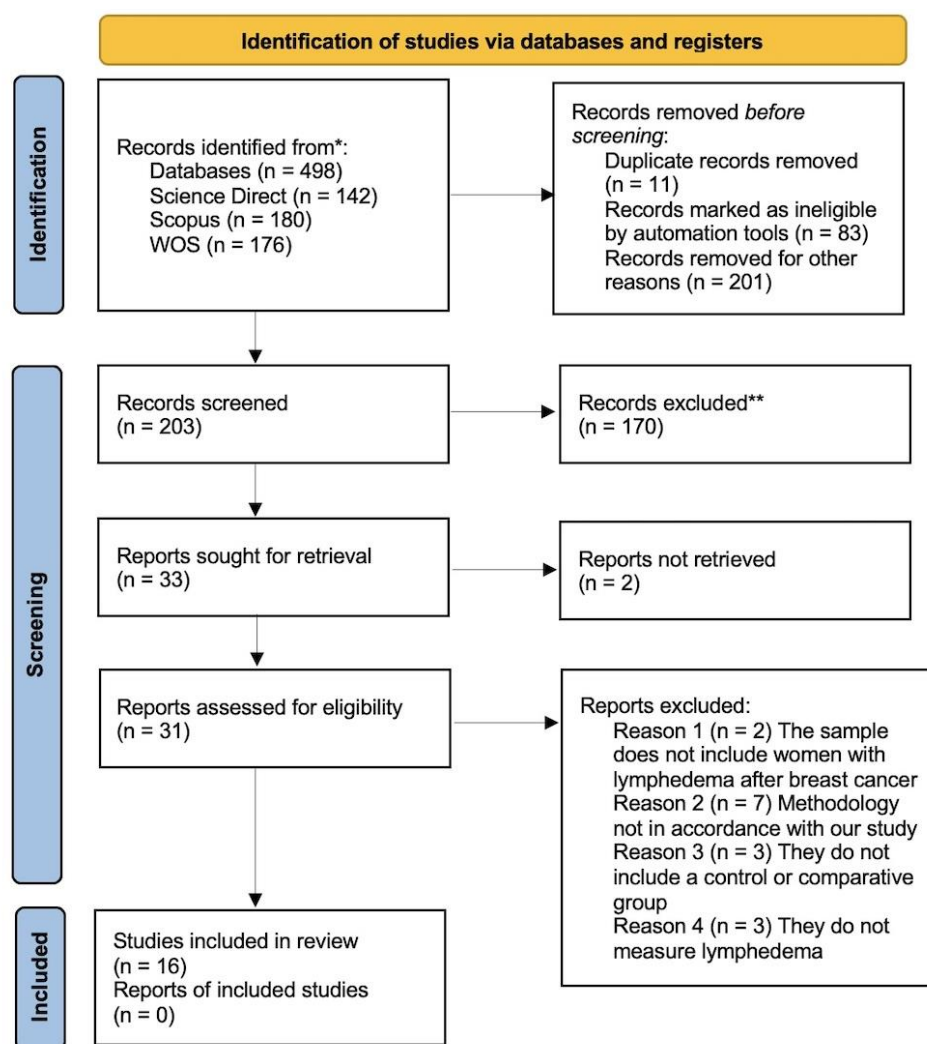 Identification of studies via databases and registers
Identification
Records identified from*:
Databases (n = 498)
Science Direct (n = 142)
Scopus (n = 180)
WOS (n = 176)
Records removed before
screening:
Duplicate records removed
(n = 11)
Records marked as ineligible
by automation tools (n = 83)
Records removed for other
reasons (n = 201)
Screening
Records screened
(n = 203)
Records excluded**
(n = 170)
Reports sought for retrieval
(n = 33)
Reports not retrieved
(n = 2)
Reports assessed for eligibility
(n = 31)
Reports excluded:
Reason 1 (n = 2) The sample
does not include women with
lymphedema after breast cancer
Reason 2 (n = 7) Methodology
not in accordance with our study
Reason 3 (n = 3) They do not
include a control or comparative
group
Reason 4 (n = 3) They do not
measure lymphedema
Included
Studies included in review
(n = 16)
Reports of included studies
(n = 0)